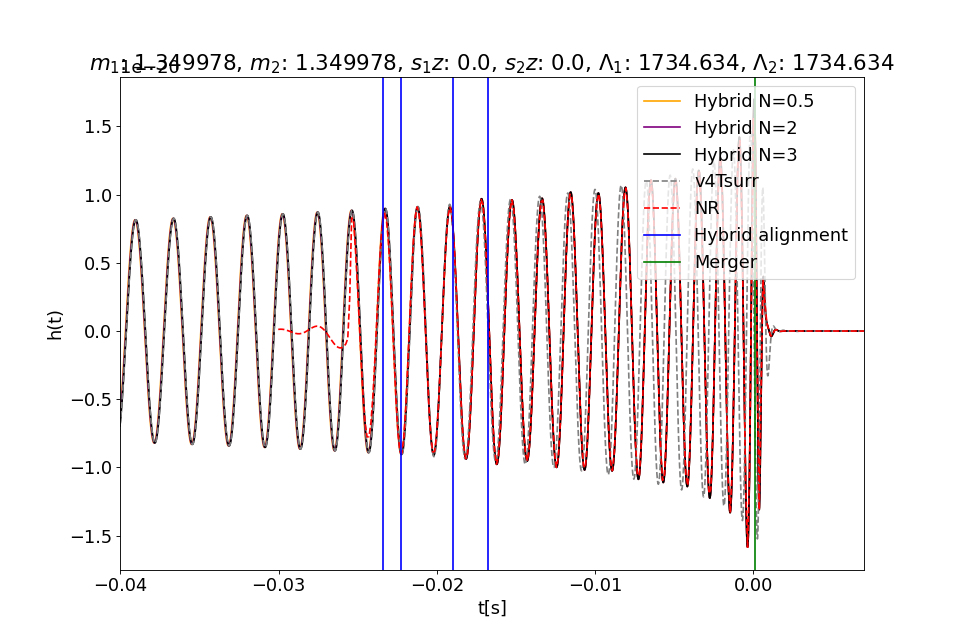 m₁: 1.349978, m₂: 1.349978, s₁z: 0.0, s₂z: 0.0, Λ₁: 1734.634, Λ₂: 1734.634
1e−20
1.5
1.0
0.5
0.0
−0.5
−1.0
−1.5
h(t)
Hybrid N=0.5
Hybrid N=2
Hybrid N=3
v4Tsurr
NR
Hybrid alignment
Merger
−0.04
−0.03
−0.02
−0.01
0.00
t[s]